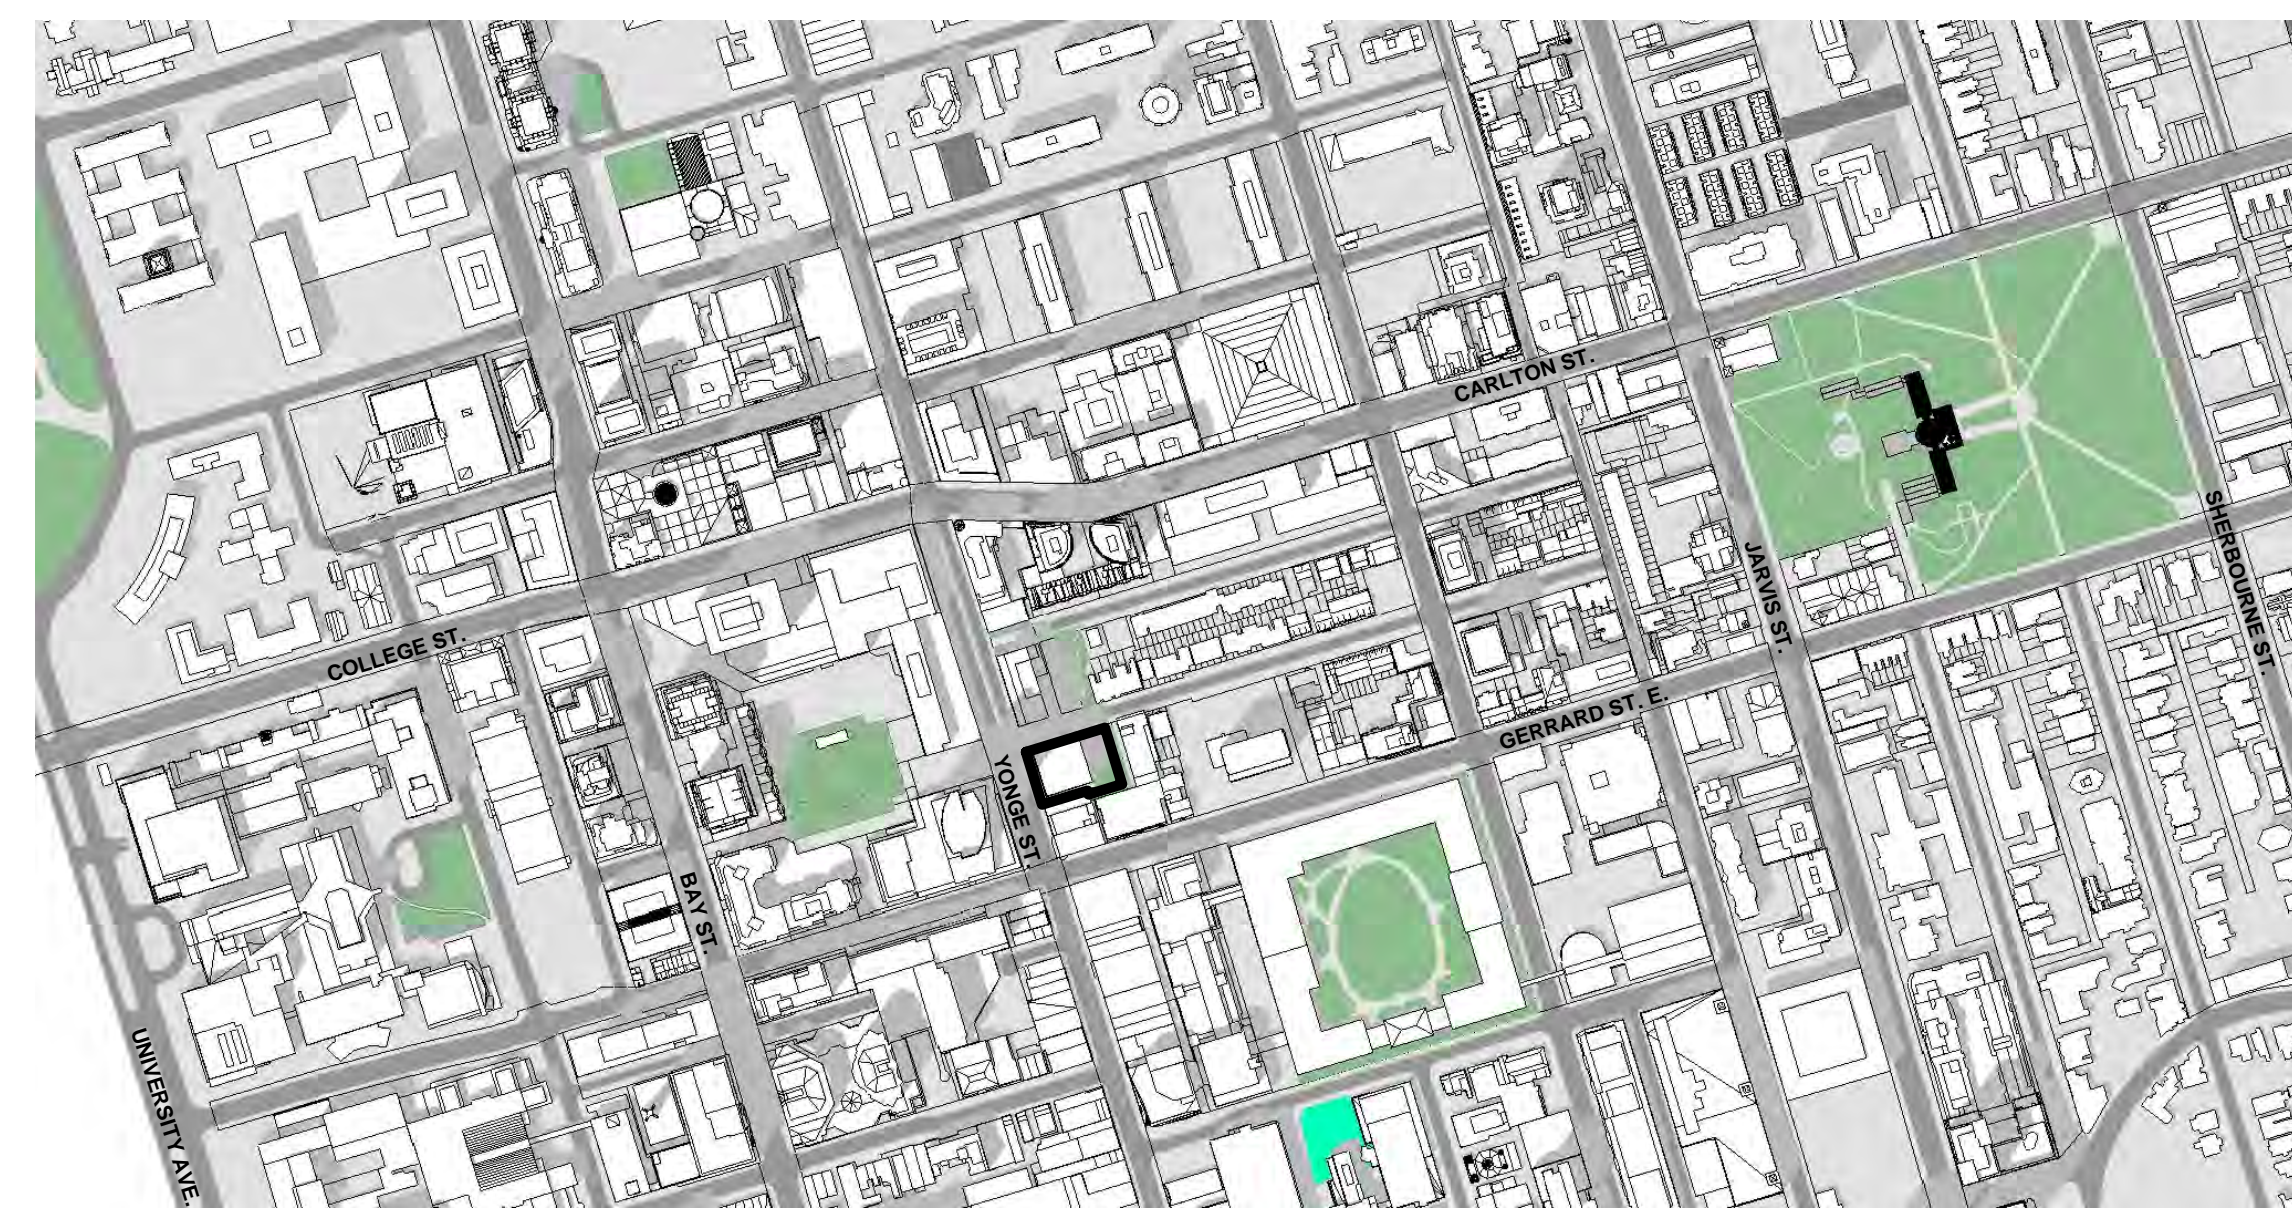 CARLTON ST.
SHERBOURNE ST.
JARVIS ST.
COLLEGE ST.
GERRARD ST. E.
YONGE ST.
BAY ST.
UNIVERSITY AVE.